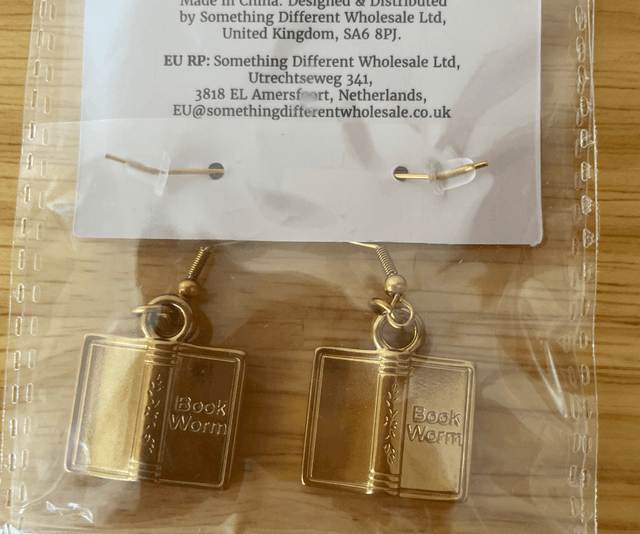 Made in China. Designed & Distributed
by Something Different Wholesale Ltd,
United Kingdom, SA6 8PJ.
EU RP: Something Different Wholesale Ltd,
Utrechtseweg 341,
3818 EL Amersfoort, Netherlands,
EU@somethingdifferentwholesale.co.uk
Book
Worm
Book
Worm